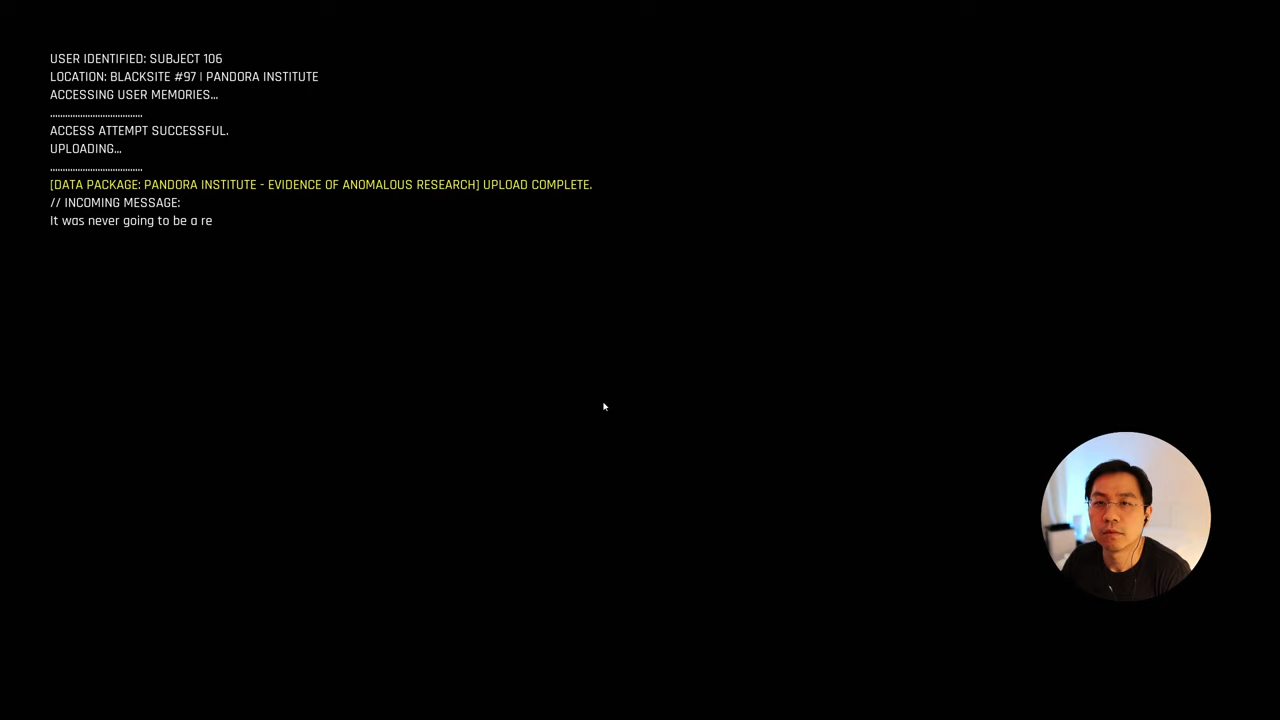 USER IDENTIFIED: SUBJECT 106
LOCATION: BLACKSITE #97 | PANDORA INSTITUTE
ACCESSING USER MEMORIES...
.....................................
ACCESS ATTEMPT SUCCESSFUL.
UPLOADING...
.....................................
[DATA PACKAGE: PANDORA INSTITUTE - EVIDENCE OF ANOMALOUS RESEARCH] UPLOAD COMPLETE.
// INCOMING MESSAGE:
It was never going to be a re